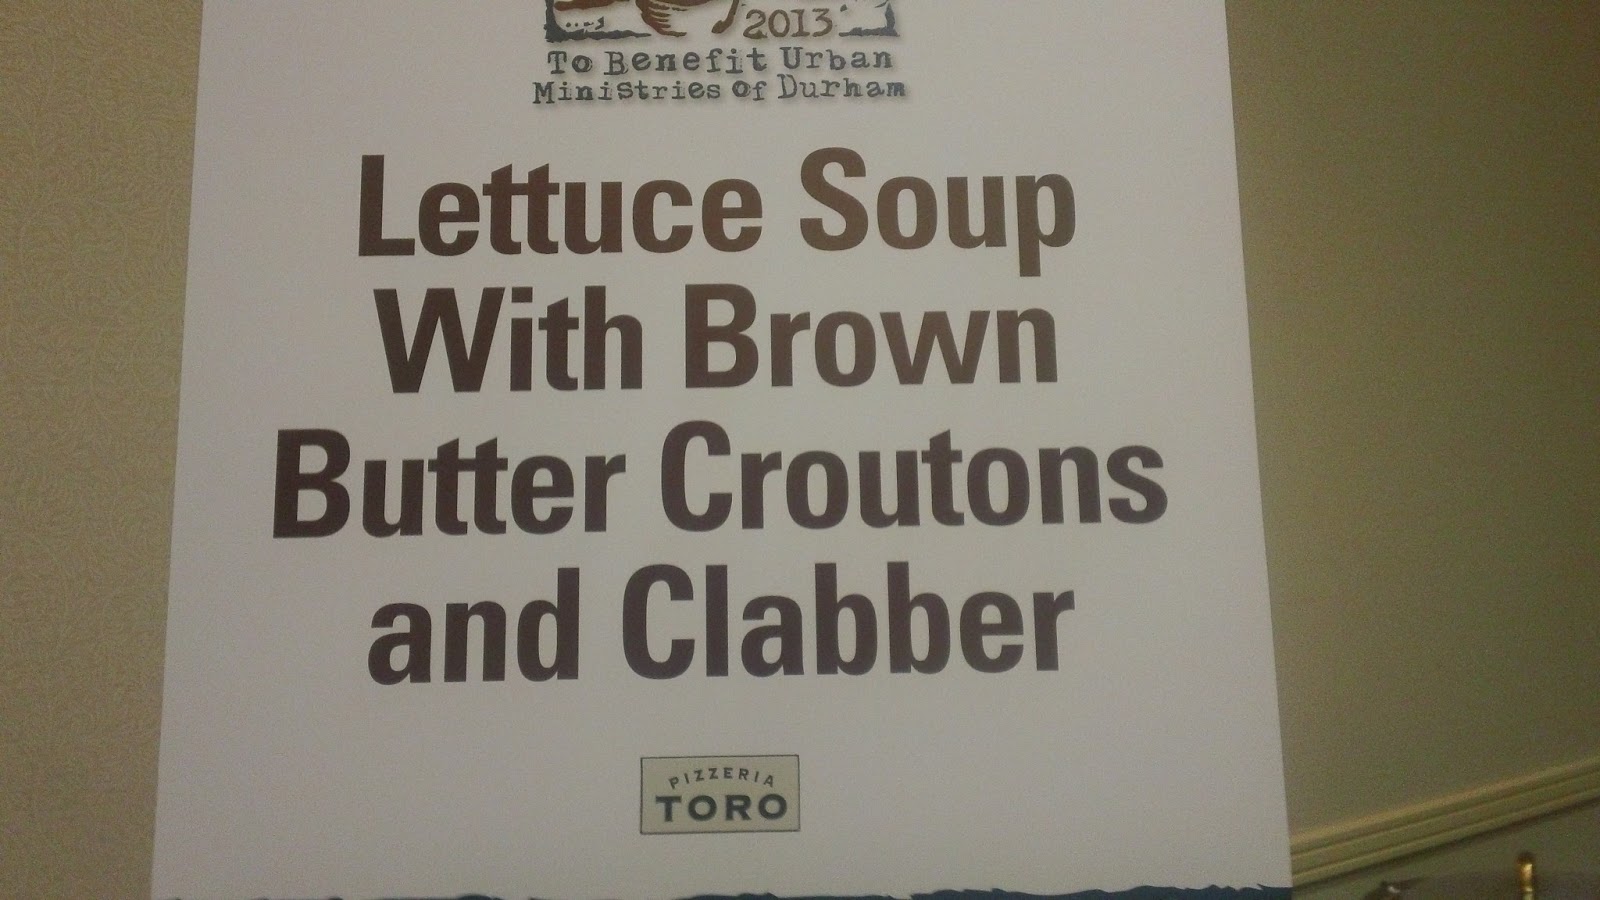 2013
To Benefit Urban
Ministries of Durham
Lettuce Soup
With Brown
Butter Croutons
and Clabber
PIZZERIA
TORO